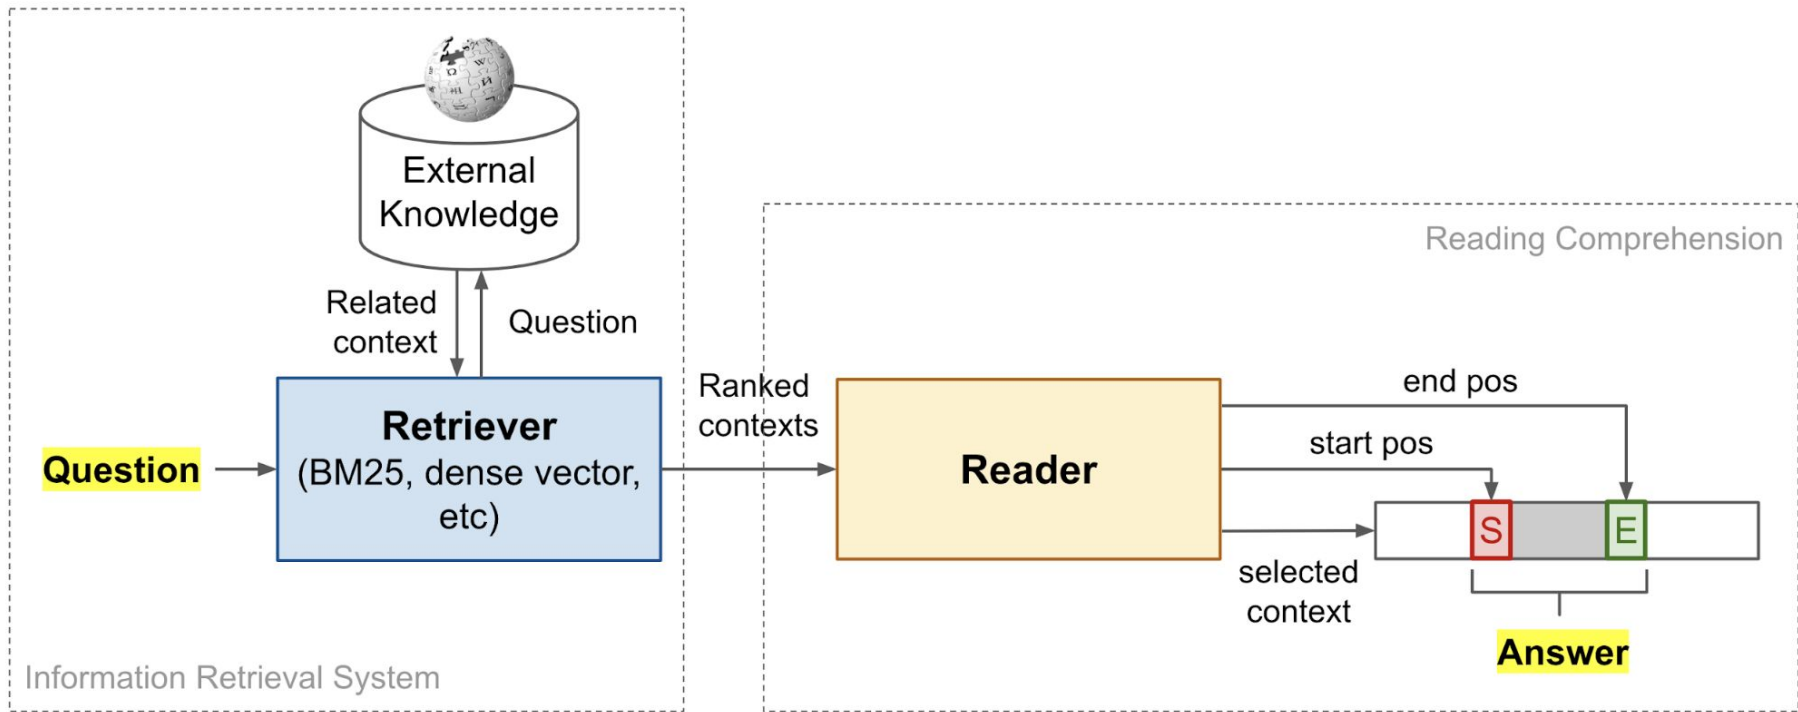 External
Knowledge
Related
context
Question
Retriever
(BM25, dense vector,
etc)
Question
Information Retrieval System
Ranked
contexts
Reading Comprehension
Reader
end pos
start pos
selected
context
S
E
Answer